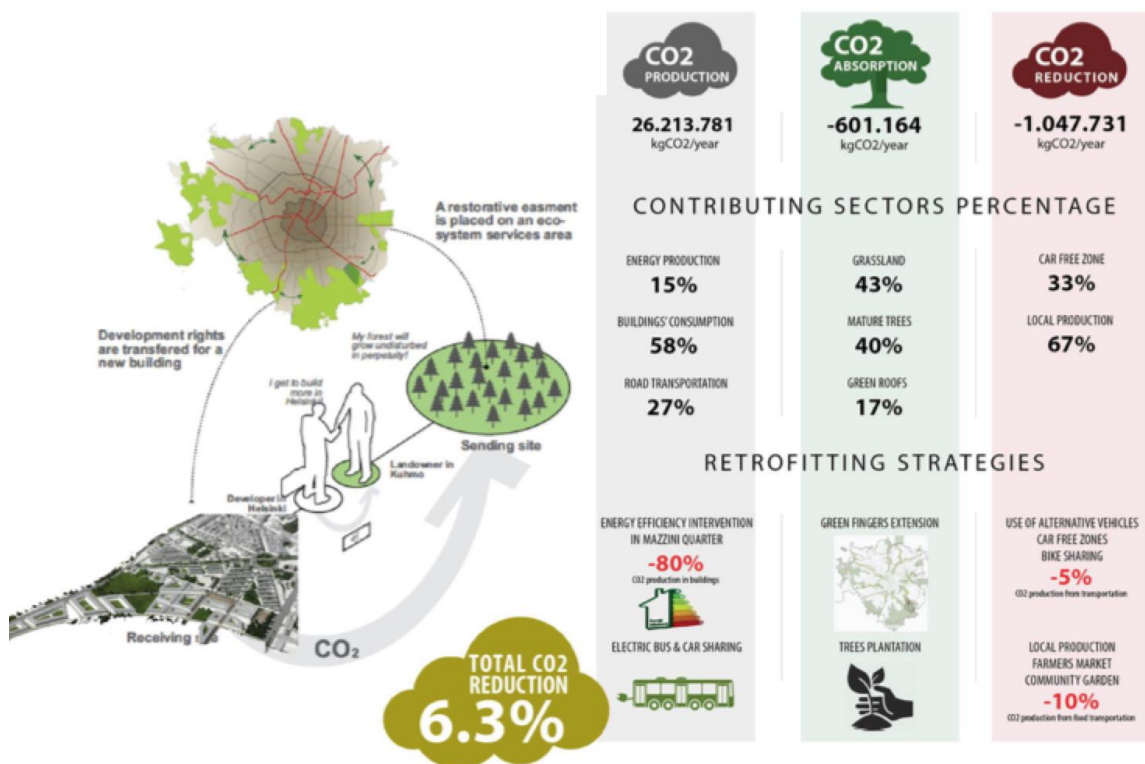 A restorative easment
is placed on an eco-
system services area
Development rights
are transfered for a
new building
My forest will
grow undisturbed
in perpetuity!
I get to build
more in
Helsinki!
Sending site
Landowner in
Kuhmo
Developer in
Helsinki
Receiving site
CO₂
TOTAL CO2
REDUCTION
6.3%
CO2
PRODUCTION
26.213.781
kgCO2/year
CO2
ABSORPTION
-601.164
kgCO2/year
CO2
REDUCTION
-1.047.731
kgCO2/year
CONTRIBUTING SECTORS PERCENTAGE
ENERGY PRODUCTION
15%
BUILDINGS' CONSUMPTION
58%
ROAD TRANSPORTATION
27%
GRASSLAND
43%
MATURE TREES
40%
GREEN ROOFS
17%
CAR FREE ZONE
33%
LOCAL PRODUCTION
67%
RETROFITTING STRATEGIES
ENERGY EFFICIENCY INTERVENTION
IN MAZZINI QUARTER
-80%
CO2 production in buildings
ELECTRIC BUS & CAR SHARING
GREEN FINGERS EXTENSION
TREES PLANTATION
USE OF ALTERNATIVE VEHICLES
CAR FREE ZONES
BIKE SHARING
-5%
CO2 production from transportation
LOCAL PRODUCTION
FARMERS MARKET
COMMUNITY GARDEN
-10%
CO2 production from food transportation